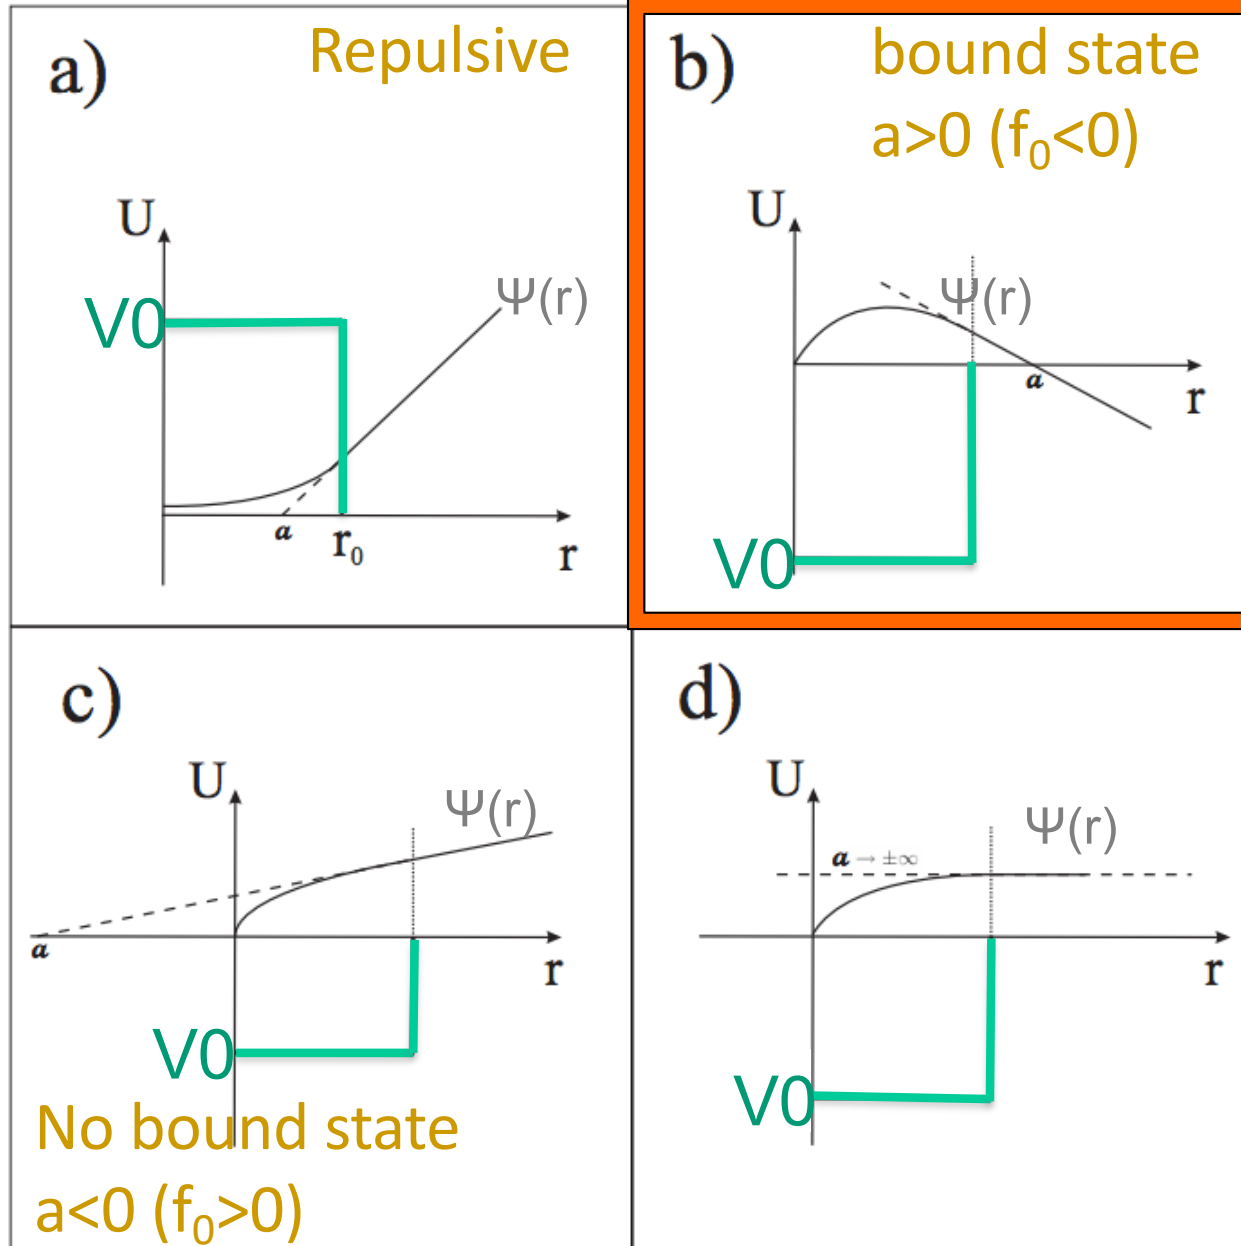 a)
Repulsive
U
V0
Ψ(r)
a
r₀
r
b)
bound state
a>0 (f₀<0)
U
Ψ(r)
a
r
V0
c)
U
Ψ(r)
a
r
V0
No bound state
a<0 (f₀>0)
d)
U
Ψ(r)
a → ±∞
r
V0